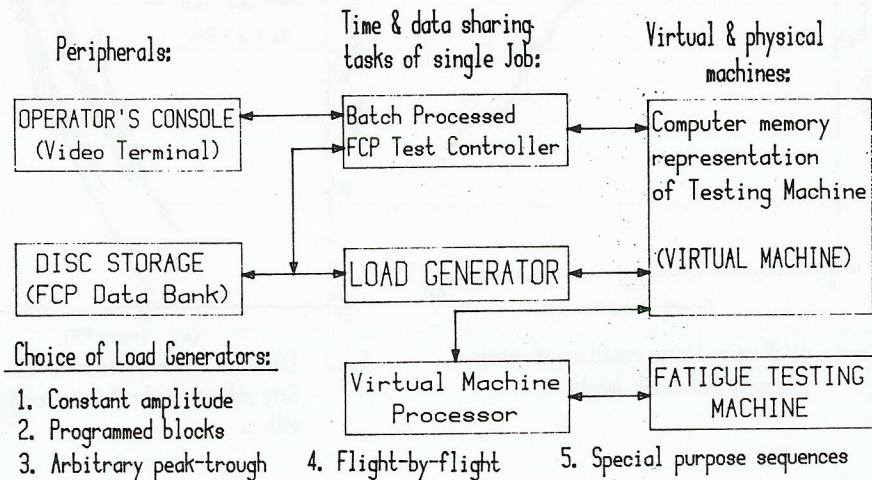 Peripherals:
Time & data sharing
tasks of single Job:
Virtual & physical
machines:
OPERATOR'S CONSOLE
(Video Terminal)
Batch Processed
FCP Test Controller
Computer memory
representation
of Testing Machine
(VIRTUAL MACHINE)
DISC STORAGE
(FCP Data Bank)
LOAD GENERATOR
Virtual Machine
Processor
FATIGUE TESTING
MACHINE
Choice of Load Generators:
1. Constant amplitude
2. Programmed blocks
3. Arbitrary peak-trough
4. Flight-by-flight
5. Special purpose sequences